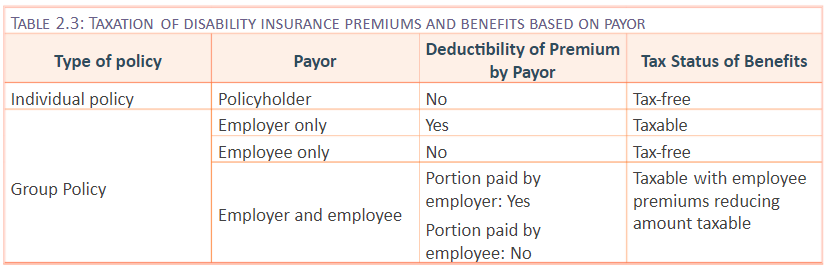 TABLE 2.3: TAXATION OF DISABILITY INSURANCE PREMIUMS AND BENEFITS BASED ON PAYOR
Type of policy Payor Deductibility of Premium by Payor Tax Status of Benefits
Individual policy Policyholder No Tax-free
Group Policy
Employer only Yes Taxable
Employee only No Tax-free
Employer and employee
Portion paid by
employer: Yes
Portion paid by
employee: No
Taxable with employee
premiums reducing
amount taxable